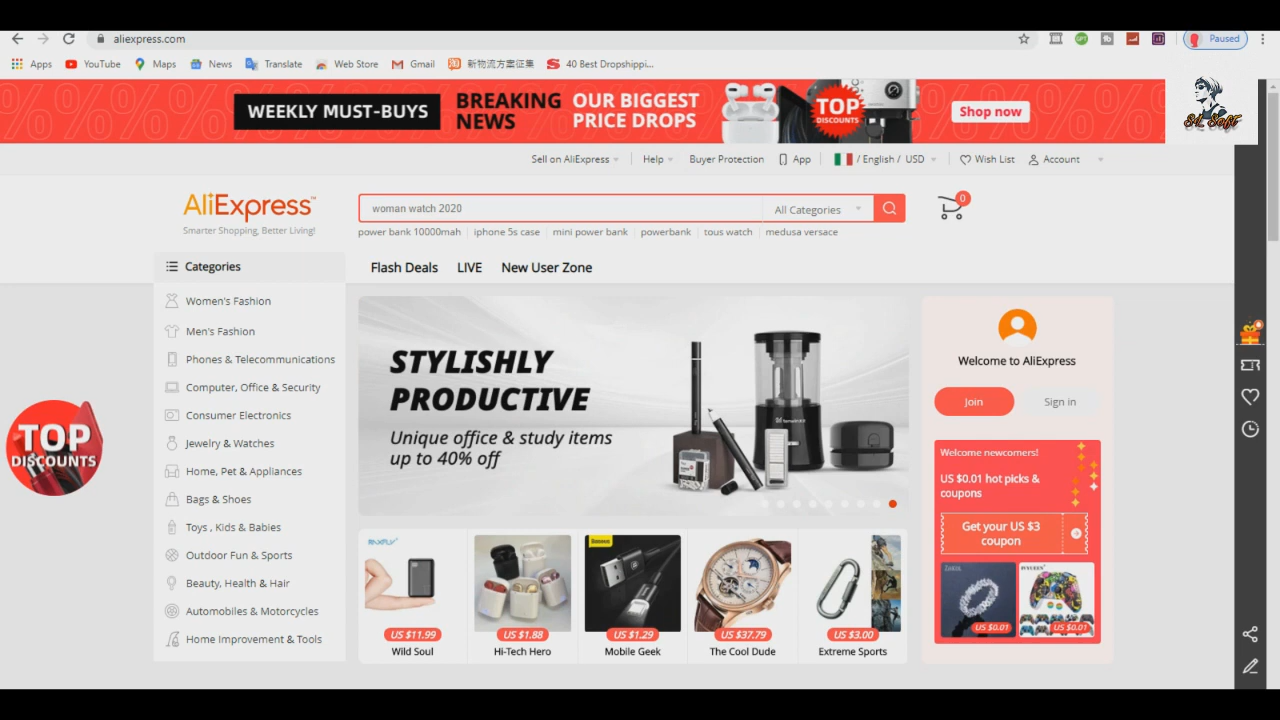 aliexpress.com
Paused
Apps
YouTube
Maps
News
Translate
Web Store
Gmail
新物流方案征集
40 Best Dropshippi...
WEEKLY MUST-BUYS
BREAKING
NEWS
OUR BIGGEST
PRICE DROPS
TOP
DISCOUNTS
Shop now
Sell on AliExpress
Help
Buyer Protection
App
/ English / USD
Wish List
Account
AliExpress™
Smarter Shopping, Better Living!
woman watch 2020
All Categories
0
power bank 10000mah
iphone 5s case
mini power bank
powerbank
tous watch
medusa versace
Categories
Flash Deals
LIVE
New User Zone
Women's Fashion
Men's Fashion
Phones & Telecommunications
Computer, Office & Security
Consumer Electronics
Jewelry & Watches
Home, Pet & Appliances
Bags & Shoes
Toys , Kids & Babies
Outdoor Fun & Sports
Beauty, Health & Hair
Automobiles & Motorcycles
Home Improvement & Tools
TOP
DISCOUNTS
STYLISHLY
PRODUCTIVE
Unique office & study items
up to 40% off
Welcome to AliExpress
Join
Sign in
Welcome newcomers!
US $0.01 hot picks &
coupons
Get your US $3
coupon
US $0.01
US $0.01
US $11.99
Wild Soul
US $1.88
Hi-Tech Hero
Baseus
US $1.29
Mobile Geek
US $37.79
The Cool Dude
US $3.00
Extreme Sports